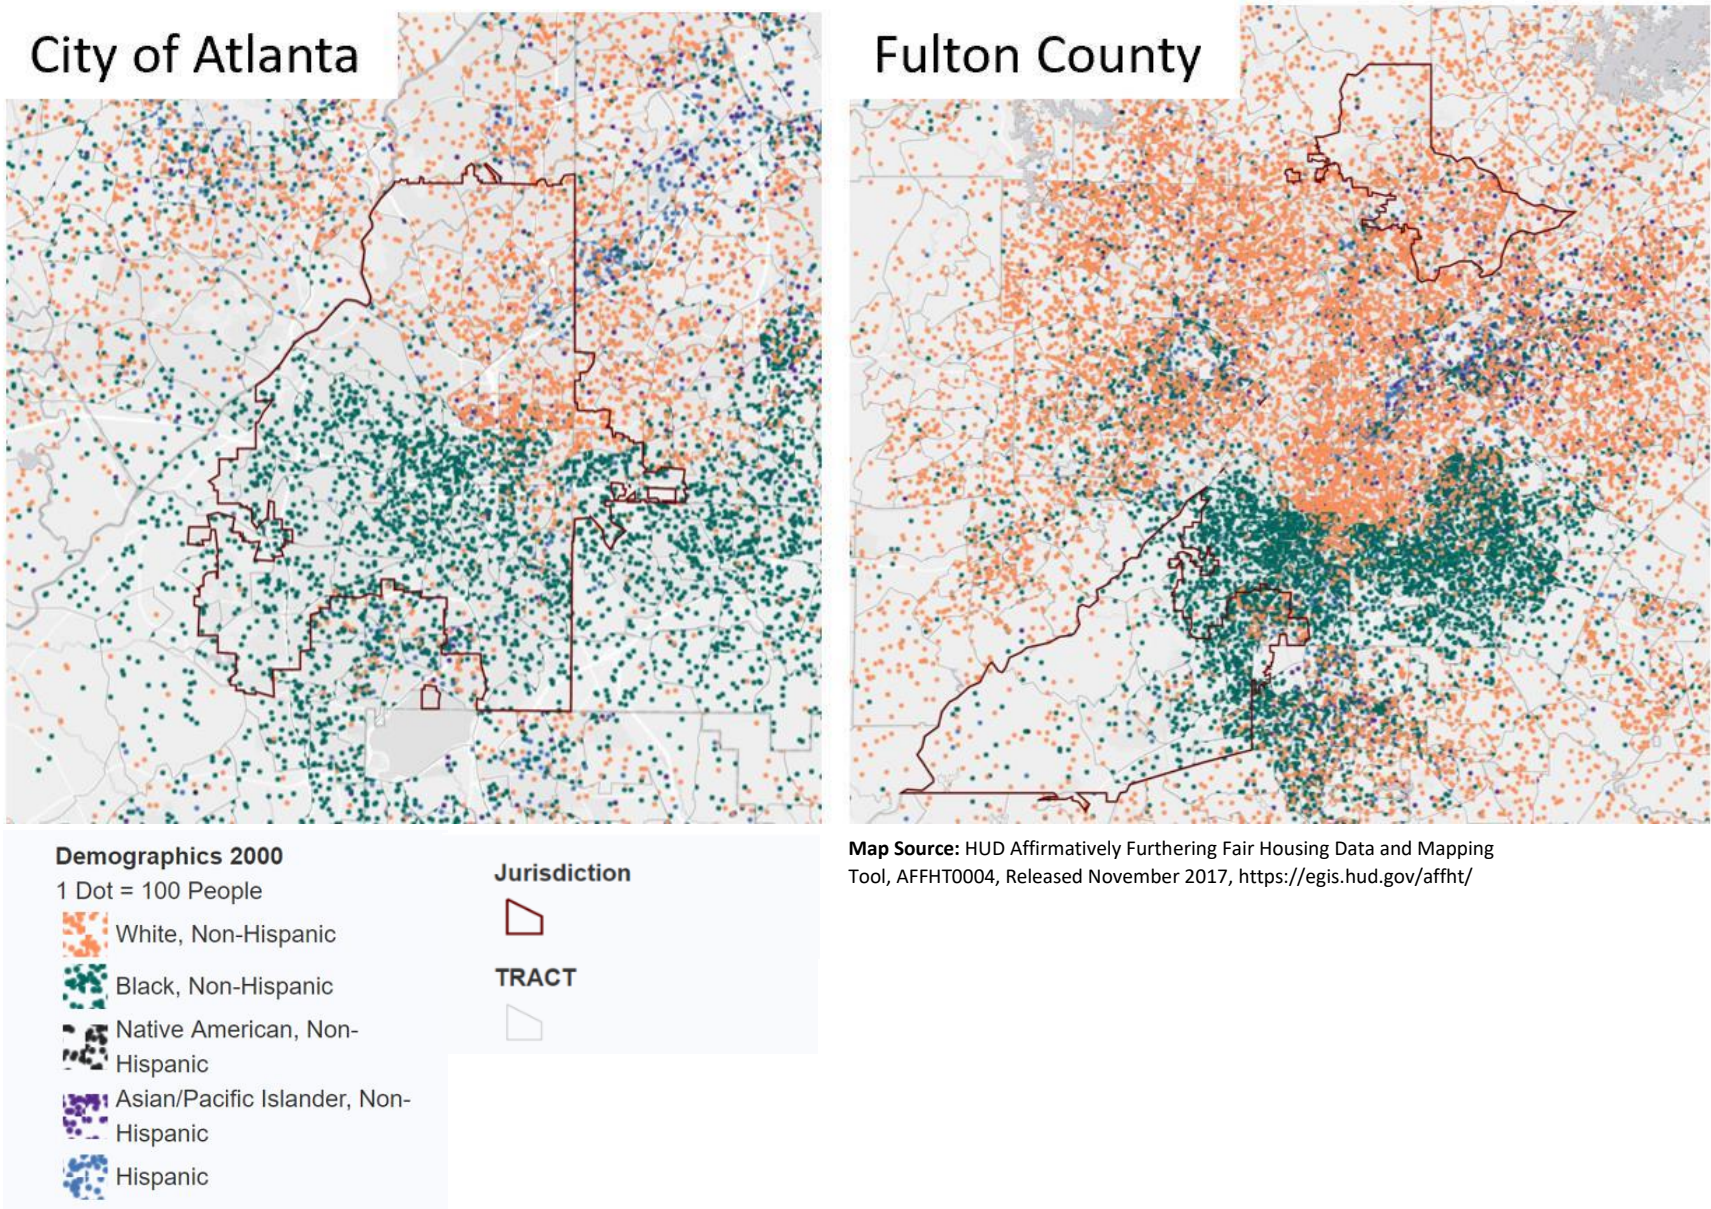 City of Atlanta
Fulton County
Demographics 2000
1 Dot = 100 People
White, Non-Hispanic
Black, Non-Hispanic
Native American, Non-
Hispanic
Asian/Pacific Islander, Non-
Hispanic
Hispanic
Jurisdiction
TRACT
Map Source: HUD Affirmatively Furthering Fair Housing Data and Mapping
Tool, AFFHT0004, Released November 2017, https://egis.hud.gov/affht/